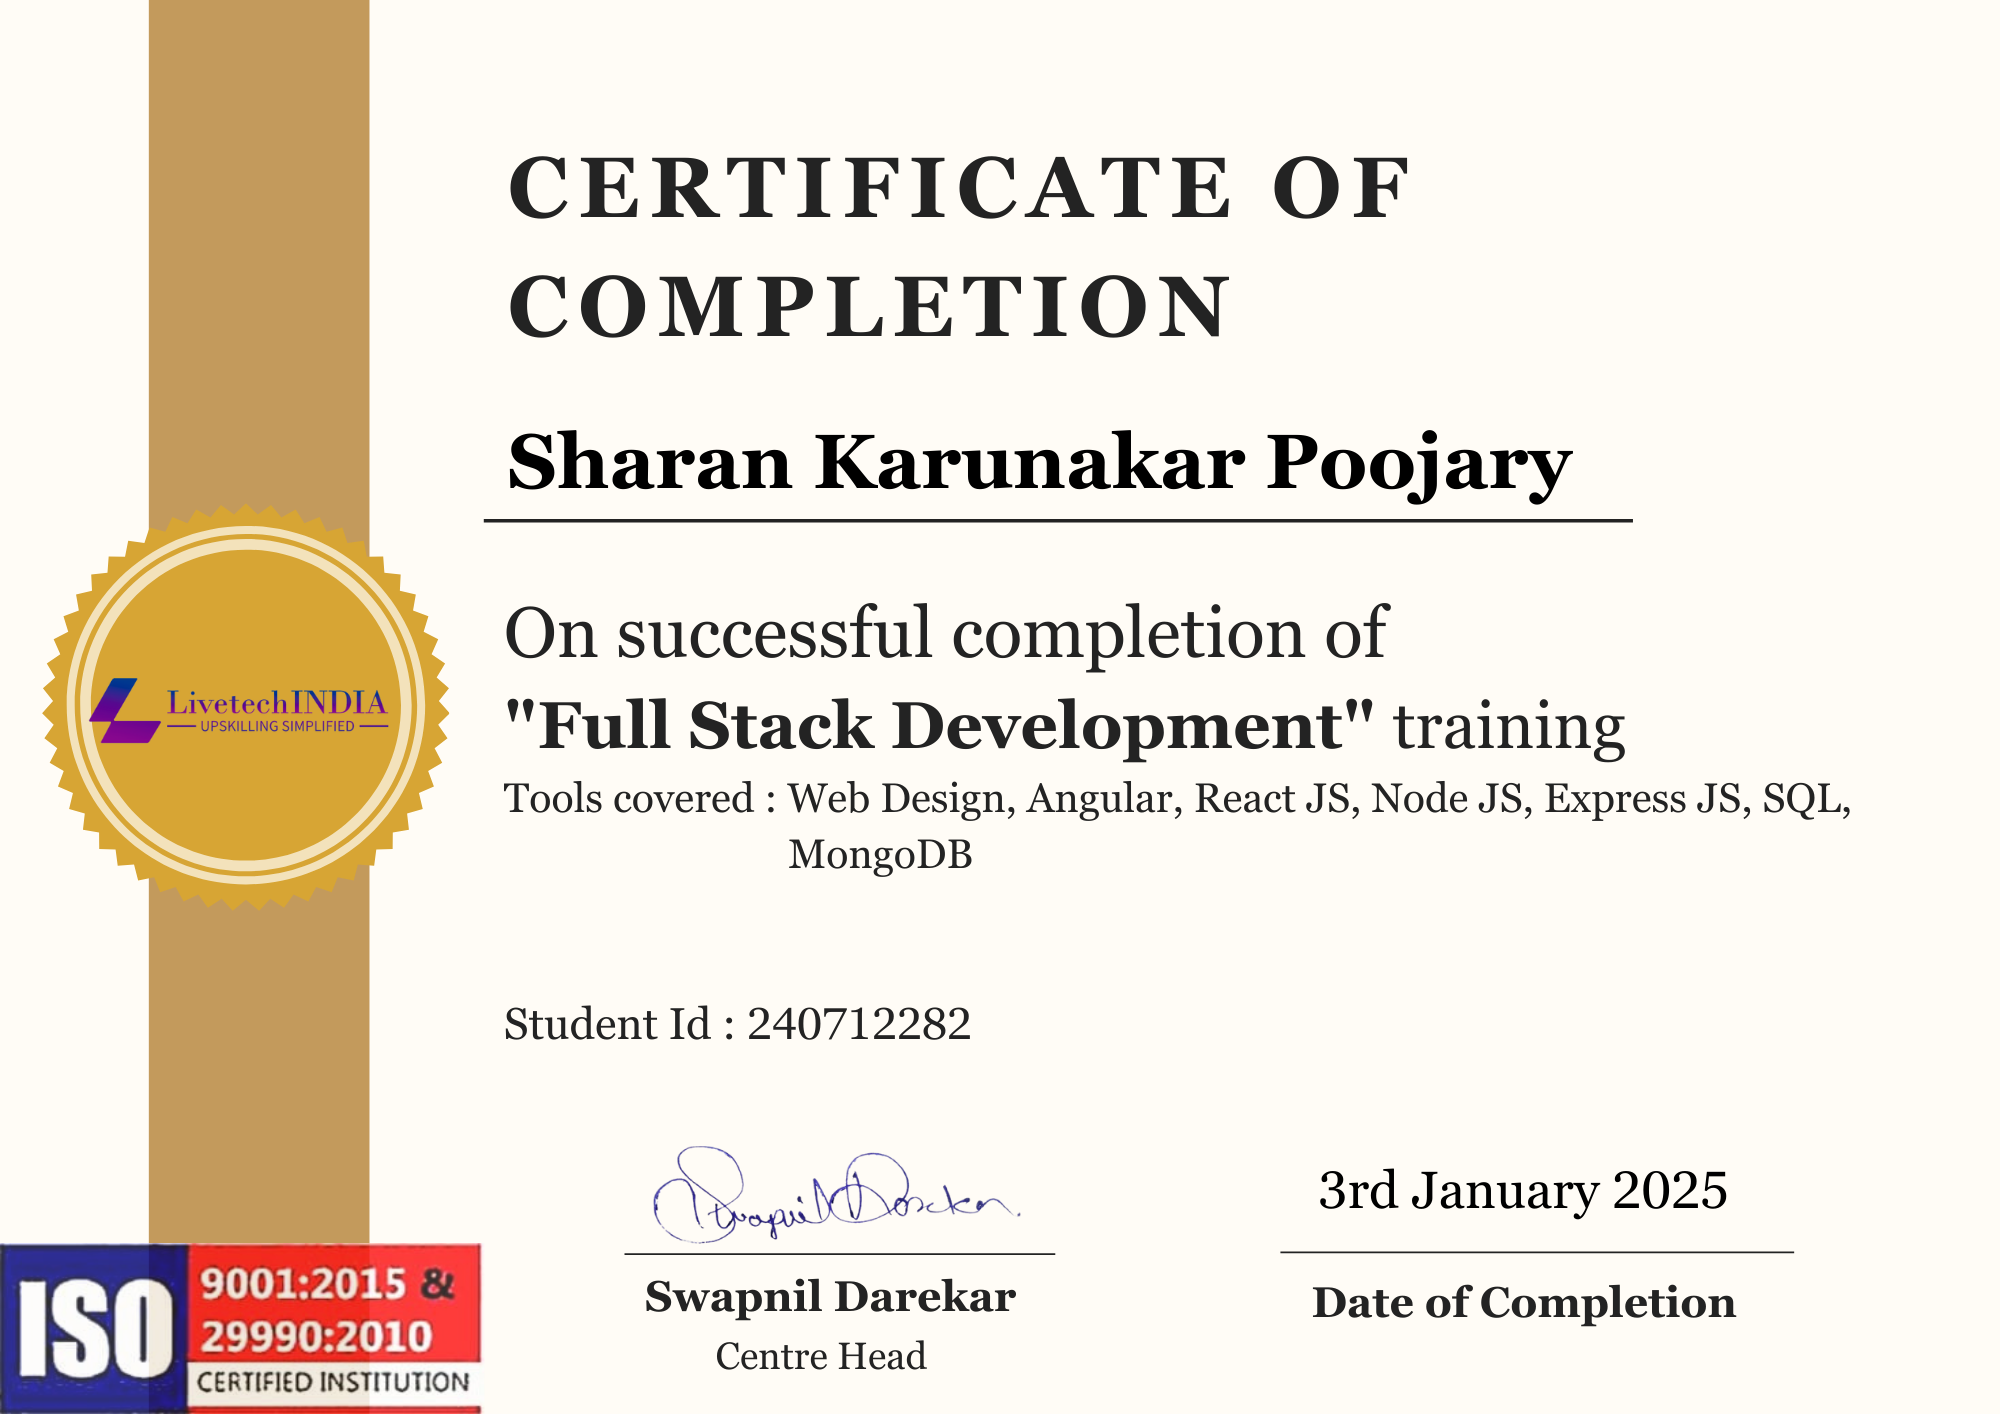 CERTIFICATE OF
COMPLETION
Sharan Karunakar Poojary
On successful completion of
"Full Stack Development" training
Tools covered : Web Design, Angular, React JS, Node JS, Express JS, SQL,
MongoDB
LivetechINDIA
UPSKILLING SIMPLIFIED
Student Id : 240712282
Swapnil Darekar
3rd January 2025
Swapnil Darekar
Centre Head
Date of Completion
ISO
9001:2015 &
29990:2010
CERTIFIED INSTITUTION